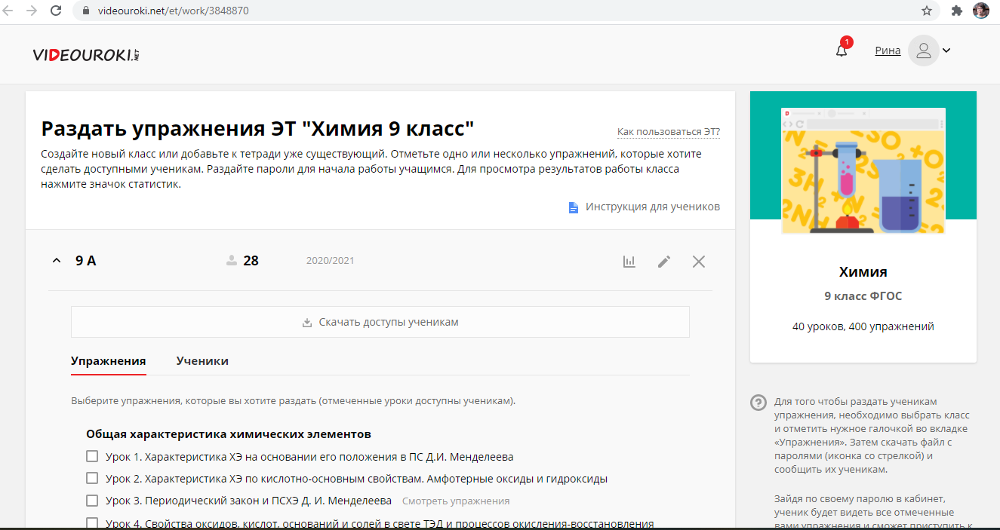 videouroki.net/et/work/3848870
VIDEOUROKI.NET
1
Рина
Раздать упражнения ЭТ "Химия 9 класс"
Как пользоваться ЭТ?
Создайте новый класс или добавьте к тетради уже существующий. Отметьте одно или несколько упражнений, которые хотите
сделать доступными ученикам. Раздайте пароли для начала работы учащимся. Для просмотра результатов работы класса
нажмите значок статистик.
Инструкция для учеников
9 А
28
2020/2021
Скачать доступы ученикам
Упражнения
Ученики
Выберите упражнения, которые вы хотите раздать (отмеченные уроки доступны ученикам).
Общая характеристика химических элементов
Урок 1. Характеристика ХЭ на основании его положения в ПС Д.И. Менделеева
Урок 2. Характеристика ХЭ по кислотно-основным свойствам. Амфотерные оксиды и гидроксиды
Урок 3. Периодический закон и ПСХЭ Д. И. Менделеева Смотреть упражнения
Урок 4. Свойства оксидов, кислот, оснований и солей в свете ТЭД и процессов окисления-восстановления
Химия
9 класс ФГОС
40 уроков, 400 упражнений
Для того чтобы раздать ученикам
упражнения, необходимо выбрать класс
и отметить нужное галочкой во вкладке
«Упражнения». Затем скачать файл с
паролями (иконка со стрелкой) и
сообщить их ученикам.
Зайдя по своему паролю в кабинет,
ученик будет видеть все отмеченные
вами упражнения и сможет приступить к